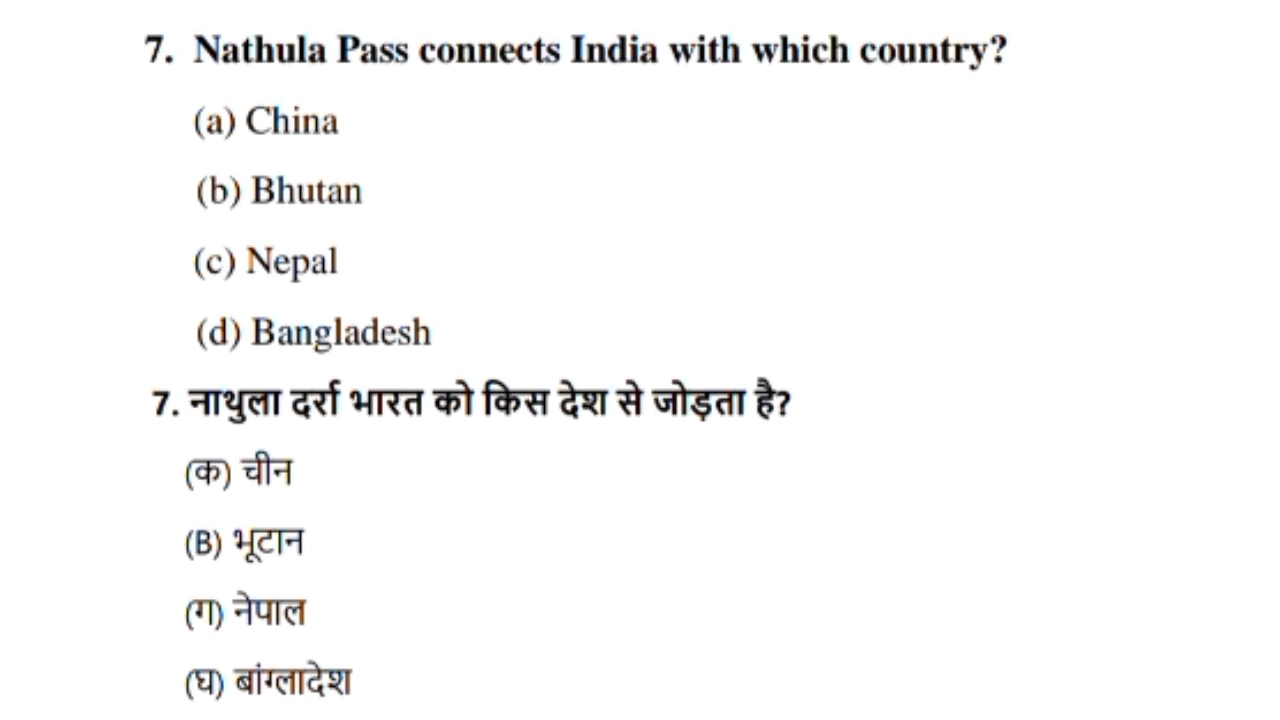 7. Nathula Pass connects India with which country?
(a) China
(b) Bhutan
(c) Nepal
(d) Bangladesh
7. नाथुला दर्रा भारत को किस देश से जोड़ता है?
(क) चीन
(B) भूटान
(ग) नेपाल
(घ) बांग्लादेश